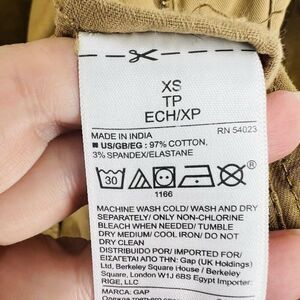 XS
TP
ECH/XP
MADE IN INDIA
RN 54023
■ US/GB/EG: 97% COTTON,
3% SPANDEX/ELASTANE
30
1166
MACHINE WASH COLD/ WASH AND DRY
SEPARATELY/ ONLY NON-CHLORINE
BLEACH WHEN NEEDED/ TUMBLE
DRY MEDIUM/ COOL IRON/ DO NOT
DRY CLEAN
DISTRIBUIDO POR/ IMPORTED FOR/
ΕΙΣΑΓΕΤΑΙ ΑΠΟ ΤΗΝ: GAP (UK Holdings)
Ltd, Berkeley Square House / Berkeley
Square, London W1J 6BS Egypt Importer
RIGE, LLC
MARCA: GAP